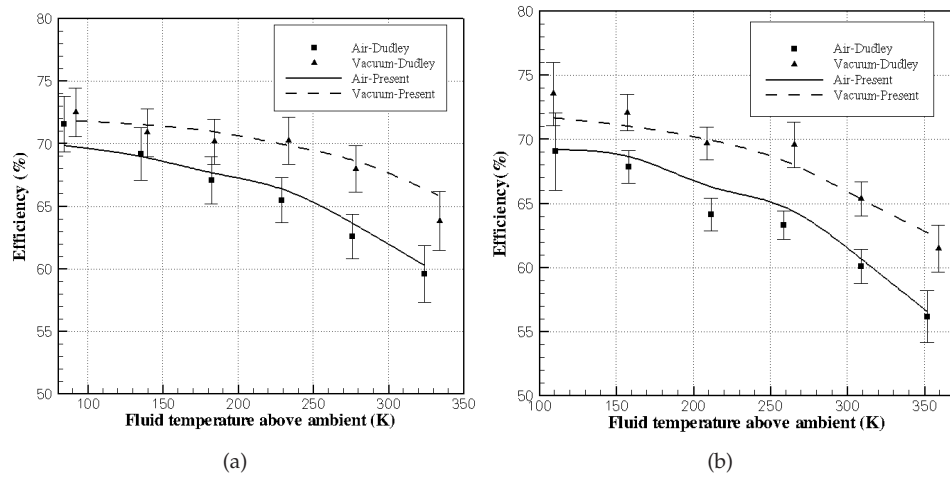 80
75
70
65
60
55
50
Efficiency (%)
Air-Dudley
Vacuum-Dudley
Air-Present
Vacuum-Present
100 150 200 250 300 350
Fluid temperature above ambient (K)
(a)
80
75
70
65
60
55
50
Efficiency(%)
Air-Dudley
Vacuum-Dudley
Air-Present
Vacuum-Present
100 150 200 250 300 350
Fluid temperature above ambient (K)
(b)